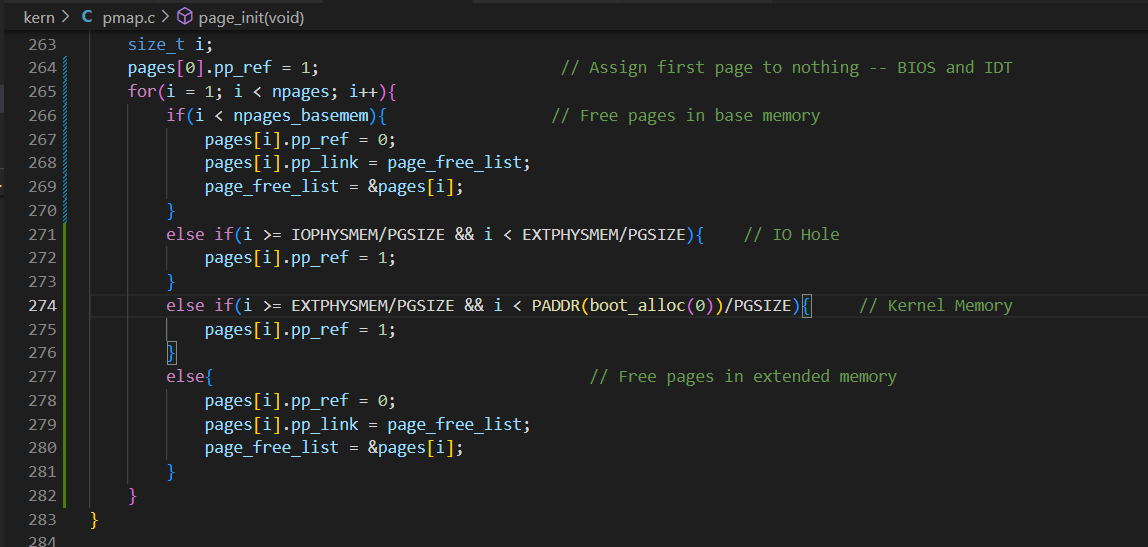 kern > C pmap.c > page_init(void)
263 size_t i;
264 pages[0].pp_ref = 1; // Assign first page to nothing -- BIOS and IDT
265 for(i = 1; i < npages; i++){
266 if(i < npages_basemem){ // Free pages in base memory
267 pages[i].pp_ref = 0;
268 pages[i].pp_link = page_free_list;
269 page_free_list = &pages[i];
270 }
271 else if(i >= IOPHYSMEM/PGSIZE && i < EXTPHYSMEM/PGSIZE){ // IO Hole
272 pages[i].pp_ref = 1;
273 }
274 else if(i >= EXTPHYSMEM/PGSIZE && i < PADDR(boot_alloc(0))/PGSIZE){ // Kernel Memory
275 pages[i].pp_ref = 1;
276 }
277 else{ // Free pages in extended memory
278 pages[i].pp_ref = 0;
279 pages[i].pp_link = page_free_list;
280 page_free_list = &pages[i];
281 }
282 }
283 }
284